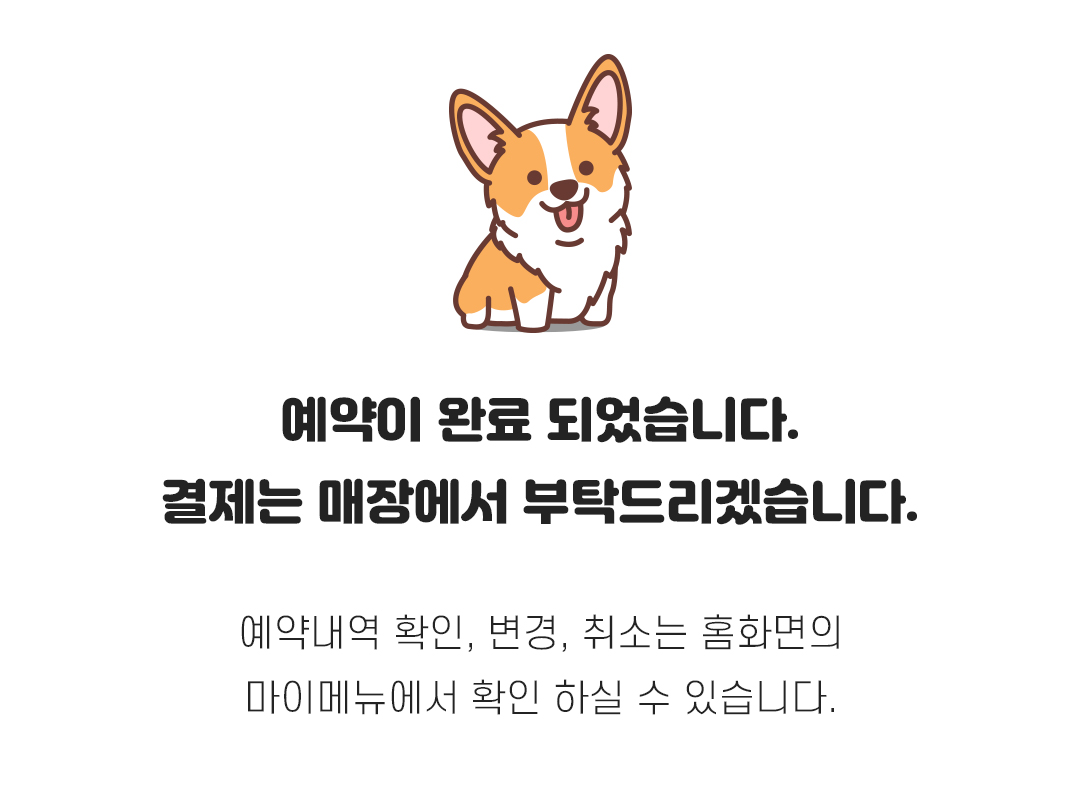 예약이 완료 되었습니다.
결제는 매장에서 부탁드리겠습니다.
예약내역 확인, 변경, 취소는 홈화면의
마이메뉴에서 확인 하실 수 있습니다.